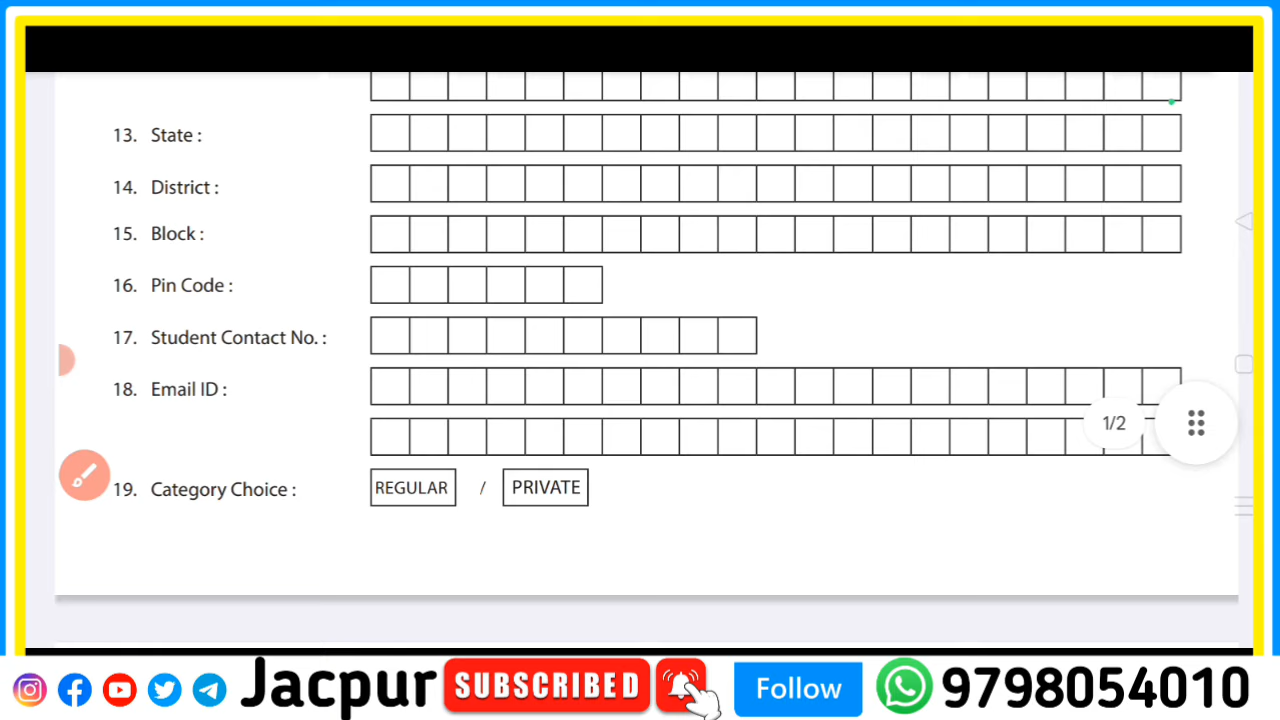 13. State :
14. District :
15. Block :
16. Pin Code :
17. Student Contact No. :
18. Email ID :
1/2
19. Category Choice : REGULAR / PRIVATE
Jacpur SUBSCRIBED Follow 9798054010